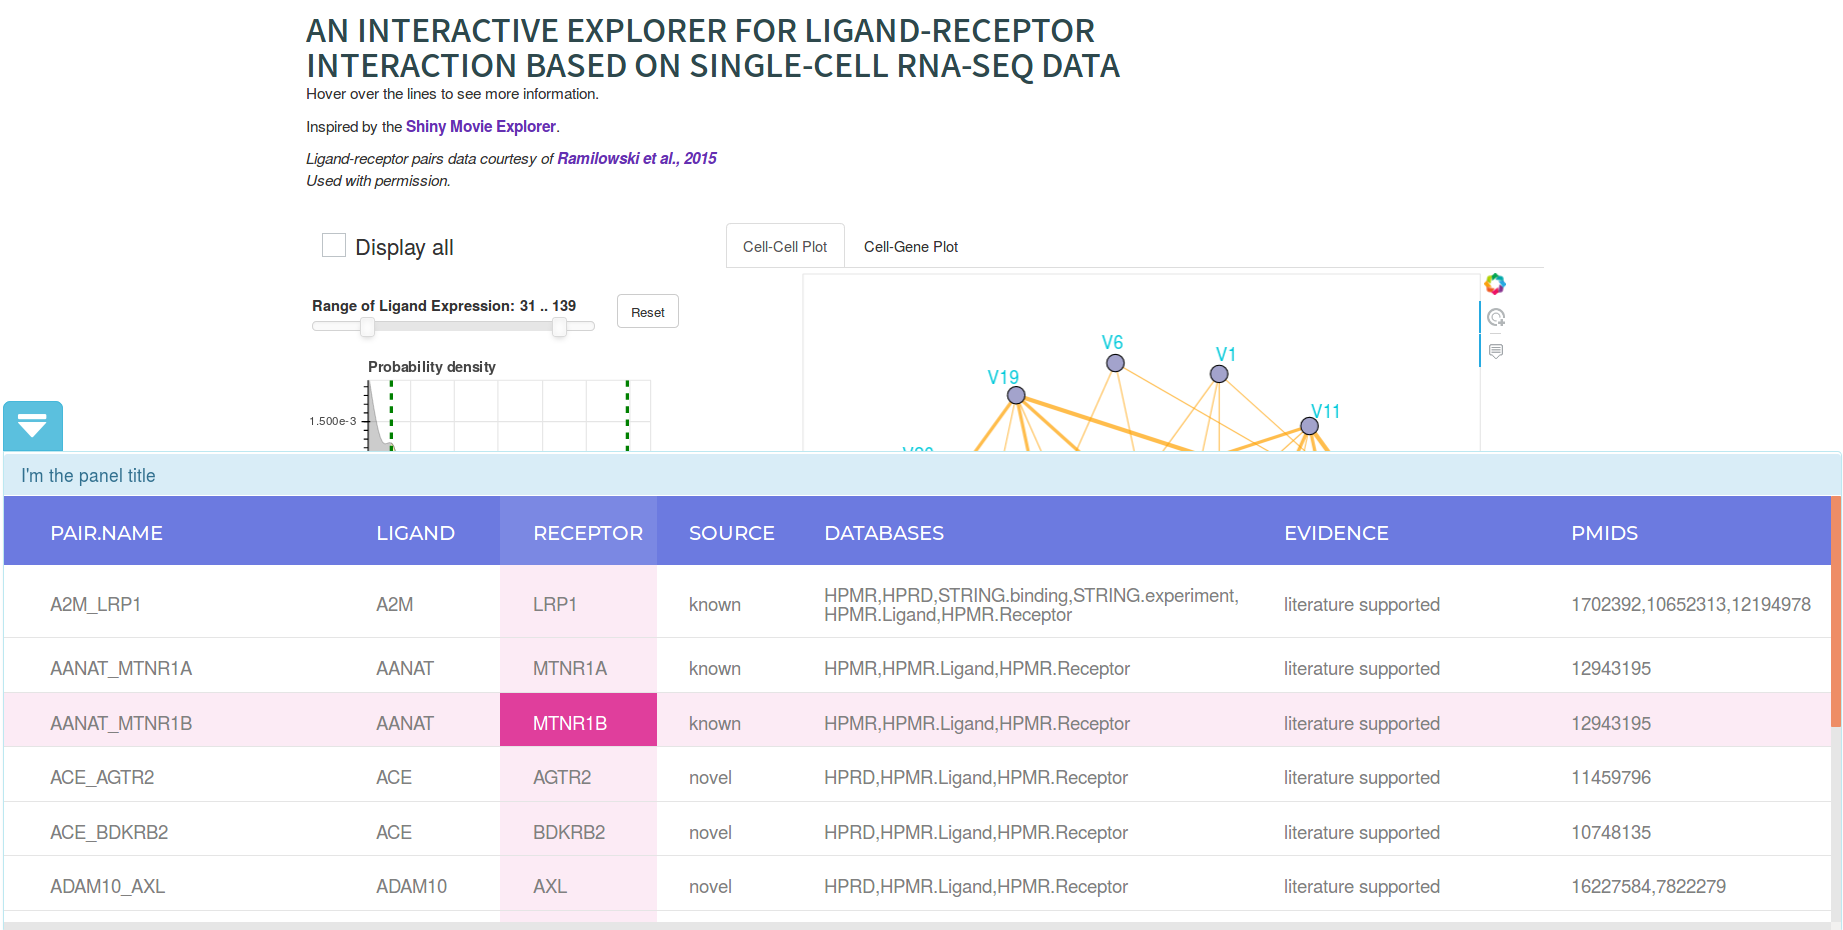 AN INTERACTIVE EXPLORER FOR LIGAND-RECEPTOR
INTERACTION BASED ON SINGLE-CELL RNA-SEQ DATA
Hover over the lines to see more information.
Inspired by the Shiny Movie Explorer.
Ligand-receptor pairs data courtesy of Ramilowski et al., 2015
Used with permission.
Display all
Cell-Cell Plot Cell-Gene Plot
Range of Ligand Expression: 31 .. 139
Reset
Probability density
1.500e-3
V6
V1
V19
V11
I'm the panel title
PAIR.NAME LIGAND RECEPTOR SOURCE DATABASES EVIDENCE PMIDS
A2M_LRP1 A2M LRP1 known HPMR,HPRD,STRING.binding,STRING.experiment, literature supported 1702392,10652313,12194978
HPMR.Ligand,HPMR.Receptor
AANAT_MTNR1A AANAT MTNR1A known HPMR,HPMR.Ligand,HPMR.Receptor literature supported 12943195
AANAT_MTNR1B AANAT MTNR1B known HPMR,HPMR.Ligand,HPMR.Receptor literature supported 12943195
ACE_AGTR2 ACE AGTR2 novel HPRD,HPMR.Ligand,HPMR.Receptor literature supported 11459796
ACE_BDKRB2 ACE BDKRB2 novel HPRD,HPMR.Ligand,HPMR.Receptor literature supported 10748135
ADAM10_AXL ADAM10 AXL novel HPRD,HPMR.Ligand,HPMR.Receptor literature supported 16227584,7822279